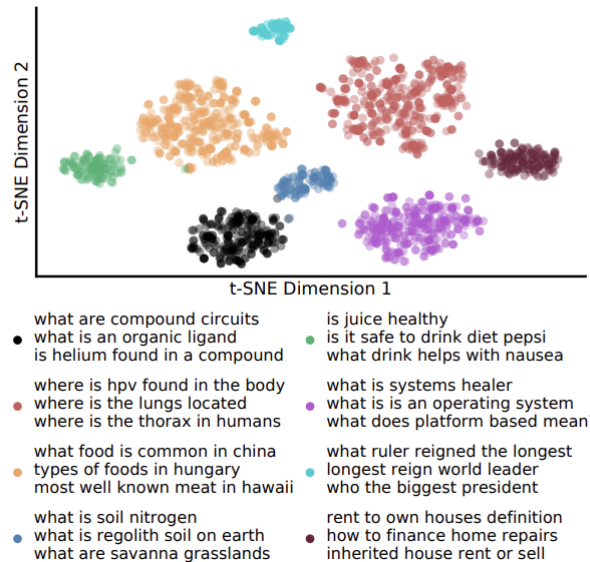 t-SNE Dimension 2
t-SNE Dimension 1
what are compound circuits
what is an organic ligand
is helium found in a compound
where is hpv found in the body
where is the lungs located
where is the thorax in humans
what food is common in china
types of foods in hungary
most well known meat in hawaii
what is soil nitrogen
what is regolith soil on earth
what are savanna grasslands
is juice healthy
is it safe to drink diet pepsi
what drink helps with nausea
what is systems healer
what is is an operating system
what does platform based mean
what ruler reigned the longest
longest reign world leader
who the biggest president
rent to own houses definition
how to finance home repairs
inherited house rent or sell